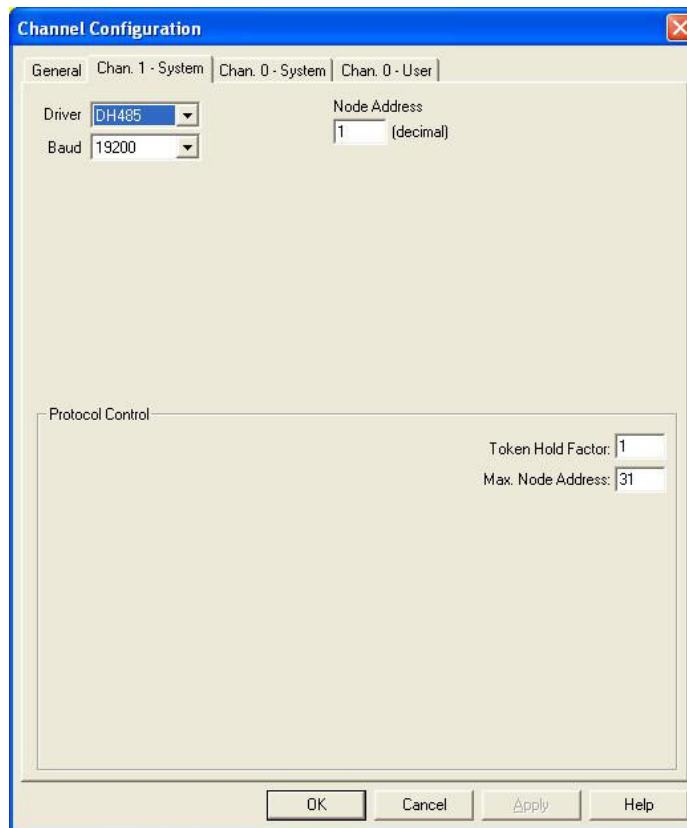 Channel Configuration
General Chan. 1 - System Chan. 0 - System Chan. 0 - User
Driver DH485
Node Address
1 (decimal)
Baud 19200
Protocol Control
Token Hold Factor: 1
Max. Node Address: 31
OK Cancel Apply Help